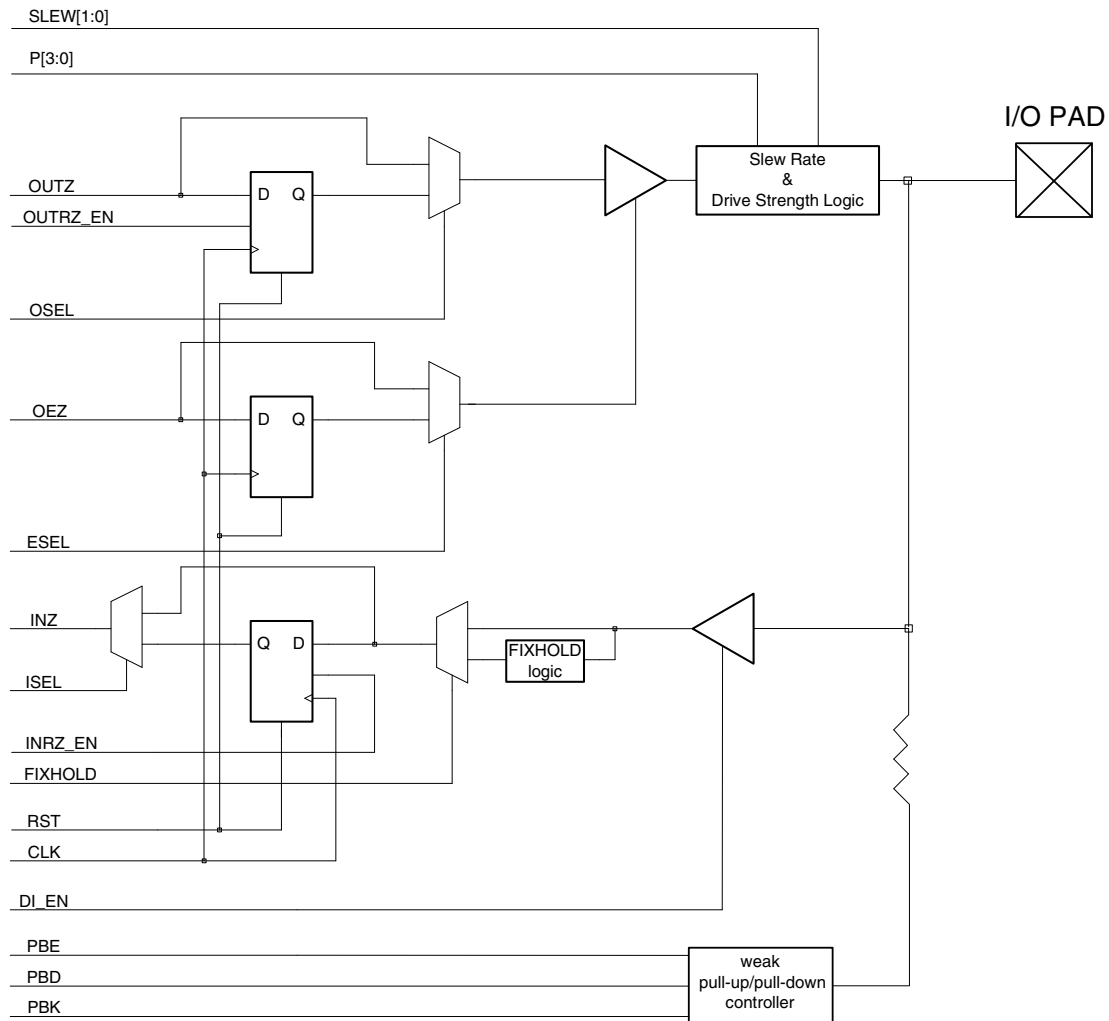 SLEW[1:0]
P[3:0]
I/O PAD
Slew Rate
&
Drive Strength Logic
OUTZ
D Q
OUTRZ_EN
OSEL
OEZ
D Q
ESEL
INZ
Q D
FIXHOLD
logic
ISEL
INRZ_EN
FIXHOLD
RST
CLK
DI_EN
PBE
PBD
PBK
weak
pull-up/pull-down
controller